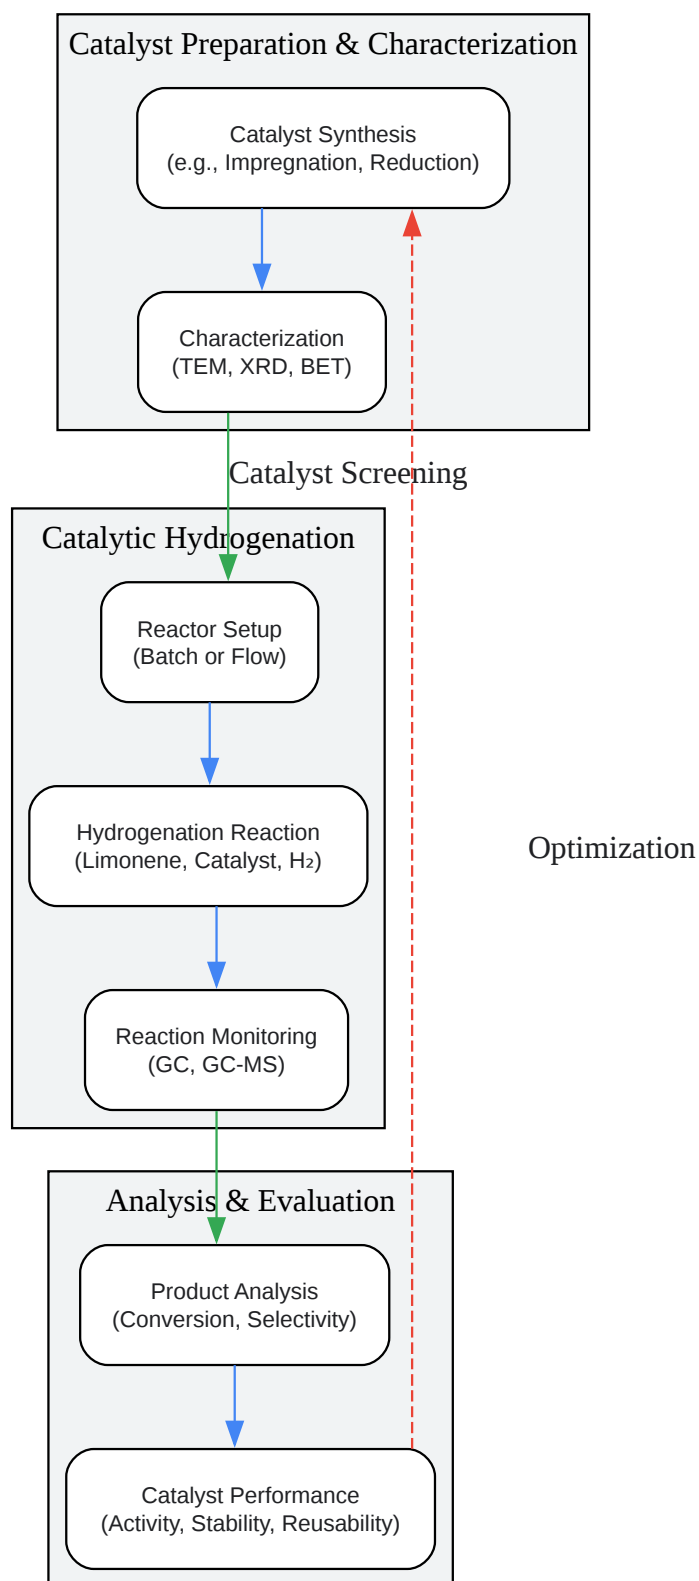 Catalyst Preparation & Characterization
Catalyst Synthesis
(e.g., Impregnation, Reduction)
Characterization
(TEM, XRD, BET)
Catalyst Screening
Catalytic Hydrogenation
Reactor Setup
(Batch or Flow)
Hydrogenation Reaction
(Limonene, Catalyst, H₂)
Optimization
Reaction Monitoring
(GC, GC-MS)
Analysis & Evaluation
Product Analysis
(Conversion, Selectivity)
Catalyst Performance
(Activity, Stability, Reusability)